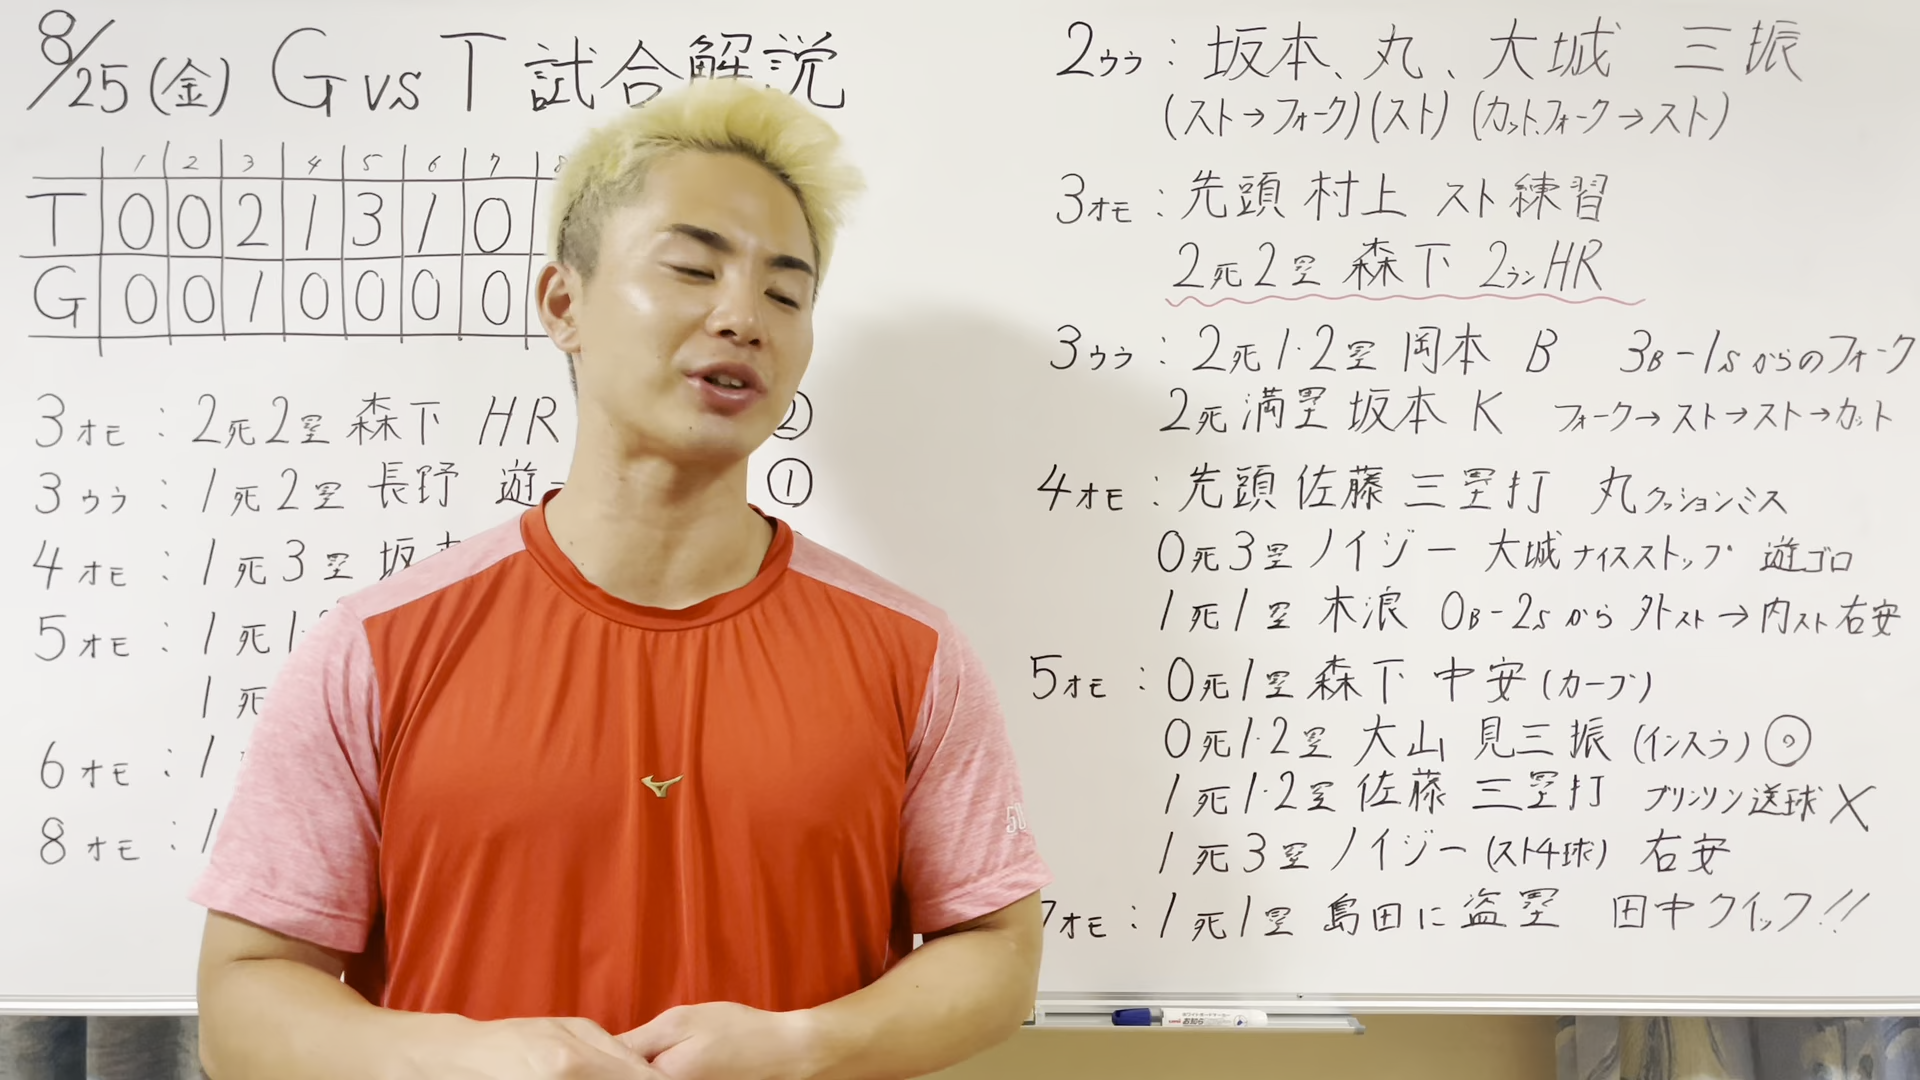 8/25(金) G vs T 試合解説
1 2 3 4 5 6 7 8
T 0 0 2 1 3 1 0
G 0 0 1 0 0 0 0
3オモ：2死2塁 森下 HR ②
3ウラ：1死2塁 長野 遊 ①
4オモ：1死3塁 坂本
5オモ：1死1
1死
6オモ：1
8オモ：1
2ウラ：坂本、丸、大城 三振
(スト→フォーク)(スト)(カット、フォーク→スト)
3オモ：先頭 村上 スト練習
2死2塁 森下 2ランHR
3ウラ：2死1・2塁 岡本 B 3B-1Sからのフォーク
2死満塁 坂本 K フォーク→スト→スト→カット
4オモ：先頭 佐藤 三塁打 丸クッションミス
0死3塁 ノイジー 大城ナイスストップ 遊ゴロ
1死1塁 木浪 0B-2Sから外スト→内スト右安
5オモ：0死1塁 森下 中安(カーブ)
0死1・2塁 大山 見三振(インスラ)◎
1死1・2塁 佐藤 三塁打 ブリンソン送球X
1死3塁 ノイジー(スト4球) 右安
7オモ：1死1塁 島田に盗塁 田中クイック!!
50